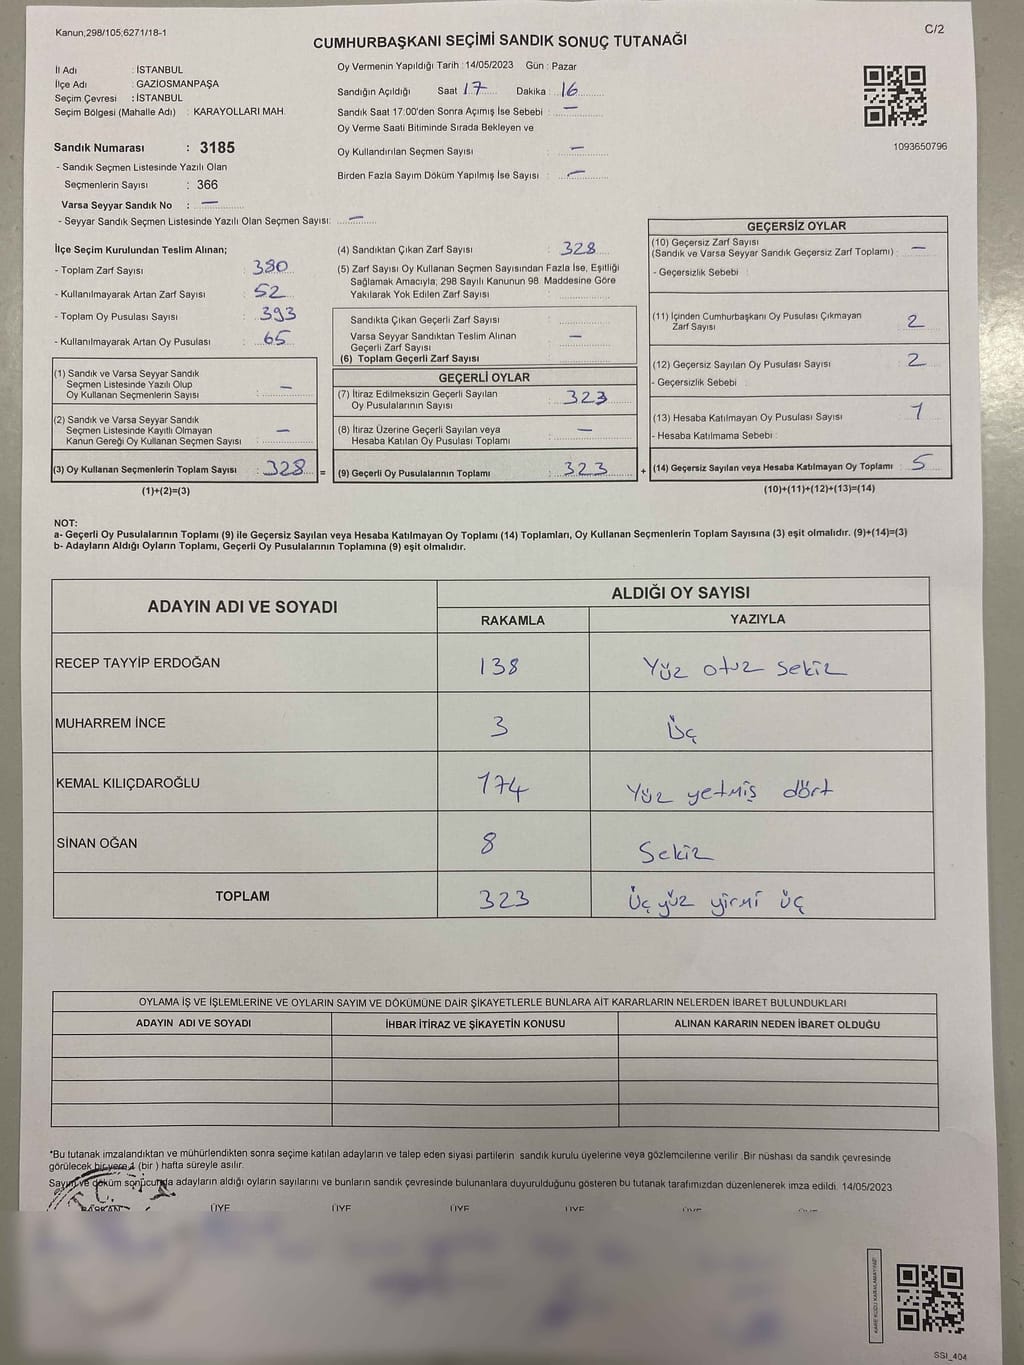 Kanun;298/105;6271/18-1
C/2
CUMHURBAŞKANI SEÇİMİ SANDIK SONUÇ TUTANAĞI
İl Adı : İSTANBUL
İlçe Adı : GAZİOSMANPAŞA
Seçim Çevresi : İSTANBUL
Seçim Bölgesi (Mahalle Adı) : KARAYOLLARI MAH.
Sandık Numarası : 3185
- Sandık Seçmen Listesinde Yazılı Olan
Seçmenlerin Sayısı : 366
Varsa Seyyar Sandık No : —
- Seyyar Sandık Seçmen Listesinde Yazılı Olan Seçmen Sayısı: —
Oy Vermenin Yapıldığı Tarih :14/05/2023 Gün : Pazar
Sandığın Açıldığı Saat 17 Dakika : 16
Sandık Saat 17:00'den Sonra Açımış İse Sebebi : —
Oy Verme Saati Bitiminde Sırada Bekleyen ve
Oy Kullandırılan Seçmen Sayısı : —
Birden Fazla Sayım Döküm Yapılmış İse Sayısı : —
1093650796
İlçe Seçim Kurulundan Teslim Alınan;
- Toplam Zarf Sayısı : 380
- Kullanılmayarak Artan Zarf Sayısı : 52
- Toplam Oy Pusulası Sayısı : 393
- Kullanılmayarak Artan Oy Pusulası : 65
(1) Sandık ve Varsa Seyyar Sandık
Seçmen Listesinde Yazılı Olup
Oy Kullanan Seçmenlerin Sayısı : —
(2) Sandık ve Varsa Seyyar Sandık
Seçmen Listesinde Kayıtlı Olmayan
Kanun Gereği Oy Kullanan Seçmen Sayısı : —
(3) Oy Kullanan Seçmenlerin Toplam Sayısı : 328 =
(1)+(2)=(3)
(4) Sandıktan Çıkan Zarf Sayısı : 328
(5) Zarf Sayısı Oy Kullanan Seçmen Sayısından Fazla İse, Eşitliği
Sağlamak Amacıyla; 298 Sayılı Kanunun 98. Maddesine Göre
Yakılarak Yok Edilen Zarf Sayısı :
Sandıkta Çıkan Geçerli Zarf Sayısı :
Varsa Seyyar Sandıktan Teslim Alınan
Geçerli Zarf Sayısı : —
(6) Toplam Geçerli Zarf Sayısı :
GEÇERLİ OYLAR
(7) İtiraz Edilmeksizin Geçerli Sayılan
Oy Pusulalarının Sayısı : 323
(8) İtiraz Üzerine Geçerli Sayılan veya
Hesaba Katılan Oy Pusulası Toplamı : —
(9) Geçerli Oy Pusulalarının Toplamı : 323 +
GEÇERSİZ OYLAR
(10) Geçersiz Zarf Sayısı
(Sandık ve Varsa Seyyar Sandık Geçersiz Zarf Toplamı) : —
- Geçersizlik Sebebi :
(11) İçinden Cumhurbaşkanı Oy Pusulası Çıkmayan
Zarf Sayısı : 2
(12) Geçersiz Sayılan Oy Pusulası Sayısı : 2
- Geçersizlik Sebebi :
(13) Hesaba Katılmayan Oy Pusulası Sayısı : 1
- Hesaba Katılmama Sebebi :
(14) Geçersiz Sayılan veya Hesaba Katılmayan Oy Toplamı : 5
(10)+(11)+(12)+(13)=(14)
NOT:
a- Geçerli Oy Pusulalarının Toplamı (9) ile Geçersiz Sayılan veya Hesaba Katılmayan Oy Toplamı (14) Toplamları, Oy Kullanan Seçmenlerin Toplam Sayısına (3) eşit olmalıdır. (9)+(14)=(3)
b- Adayların Aldığı Oyların Toplamı, Geçerli Oy Pusulalarının Toplamına (9) eşit olmalıdır.
ADAYIN ADI VE SOYADI
ALDIĞI OY SAYISI
RAKAMLA YAZIYLA
RECEP TAYYİP ERDOĞAN 138 Yüz otuz sekiz
MUHARREM İNCE 3 Üç
KEMAL KILIÇDAROĞLU 174 Yüz yetmiş dört
SİNAN OĞAN 8 Sekiz
TOPLAM 323 Üç yüz yirmi üç
OYLAMA İŞ VE İŞLEMLERİNE VE OYLARIN SAYIM VE DÖKÜMÜNE DAİR ŞİKAYETLERLE BUNLARA AİT KARARLARIN NELERDEN İBARET BULUNDUKLARI
ADAYIN ADI VE SOYADI İHBAR İTİRAZ VE ŞİKAYETİN KONUSU ALINAN KARARIN NEDEN İBARET OLDUĞU
*Bu tutanak imzalandıktan ve mühürlendikten sonra seçime katılan adayların ve talep eden siyasi partilerin sandık kurulu üyelerine veya gözlemcilerine verilir .Bir nüshası da sandık çevresinde
görülecek bir yere 1 (bir ) hafta süreyle asılır.
Sayım ve döküm sonucunda adayların aldığı oyların sayılarını ve bunların sandık çevresinde bulunanlara duyurulduğunu gösteren bu tutanak tarafımızdan düzenlenerek imza edildi. 14/05/2023
BAŞKAN ÜYE ÜYE ÜYE ÜYE
KARE KODU KARALAMAYINIZ!
SSI_404